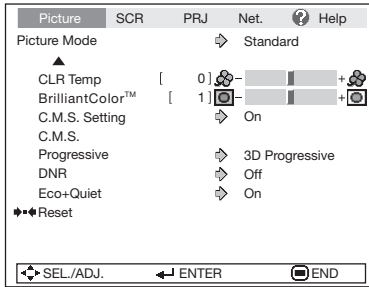 Picture SCR PRJ Net. Help
Picture Mode Standard
CLR Temp [ 0 ] - +
BrilliantColor™ [ 1 ] - +
C.M.S. Setting On
C.M.S.
Progressive 3D Progressive
DNR Off
Eco+Quiet On
Reset
SEL./ADJ. ENTER END